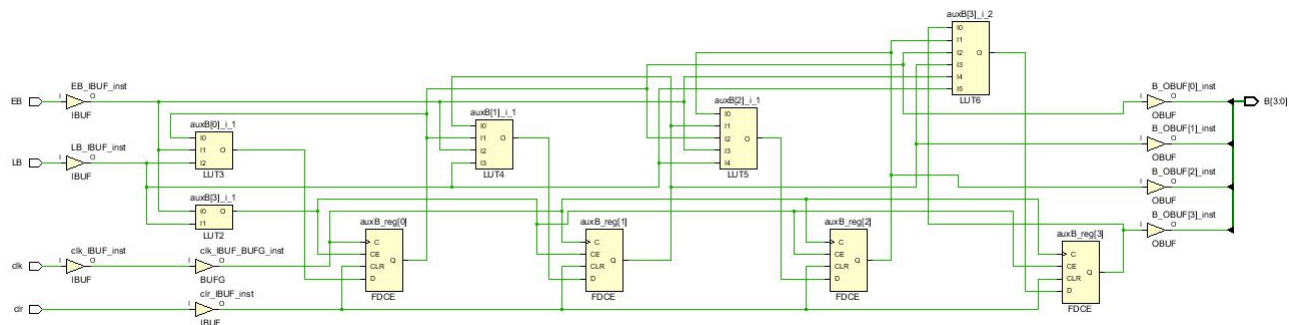 auxB[3]_i_2
I0
I1
I2
I3
I4
I5
O
LUT6
EB
EB_IBUF_inst
I
O
IBUF
auxB[0]_i_1
I0
I1
I2
O
LUT3
auxB[1]_i_1
I0
I1
I2
I3
O
LUT4
auxB[2]_i_1
I0
I1
I2
I3
I4
O
LUT5
B_OBUF[0]_inst
I
O
OBUF
B[3:0]
B_OBUF[1]_inst
I
O
OBUF
B_OBUF[2]_inst
I
O
OBUF
B_OBUF[3]_inst
I
O
OBUF
LB
LB_IBUF_inst
I
O
IBUF
auxB[3]_i_1
I0
I1
O
LUT2
auxB_reg[0]
C
CE
CLR
D
Q
FDCE
auxB_reg[1]
C
CE
CLR
D
Q
FDCE
auxB_reg[2]
C
CE
CLR
D
Q
FDCE
auxB_reg[3]
C
CE
CLR
D
Q
FDCE
clk
clk_IBUF_inst
I
O
IBUF
clk_IBUF_BUFG_inst
I
O
BUFG
clr
clr_IBUF_inst
I
O
IBUF